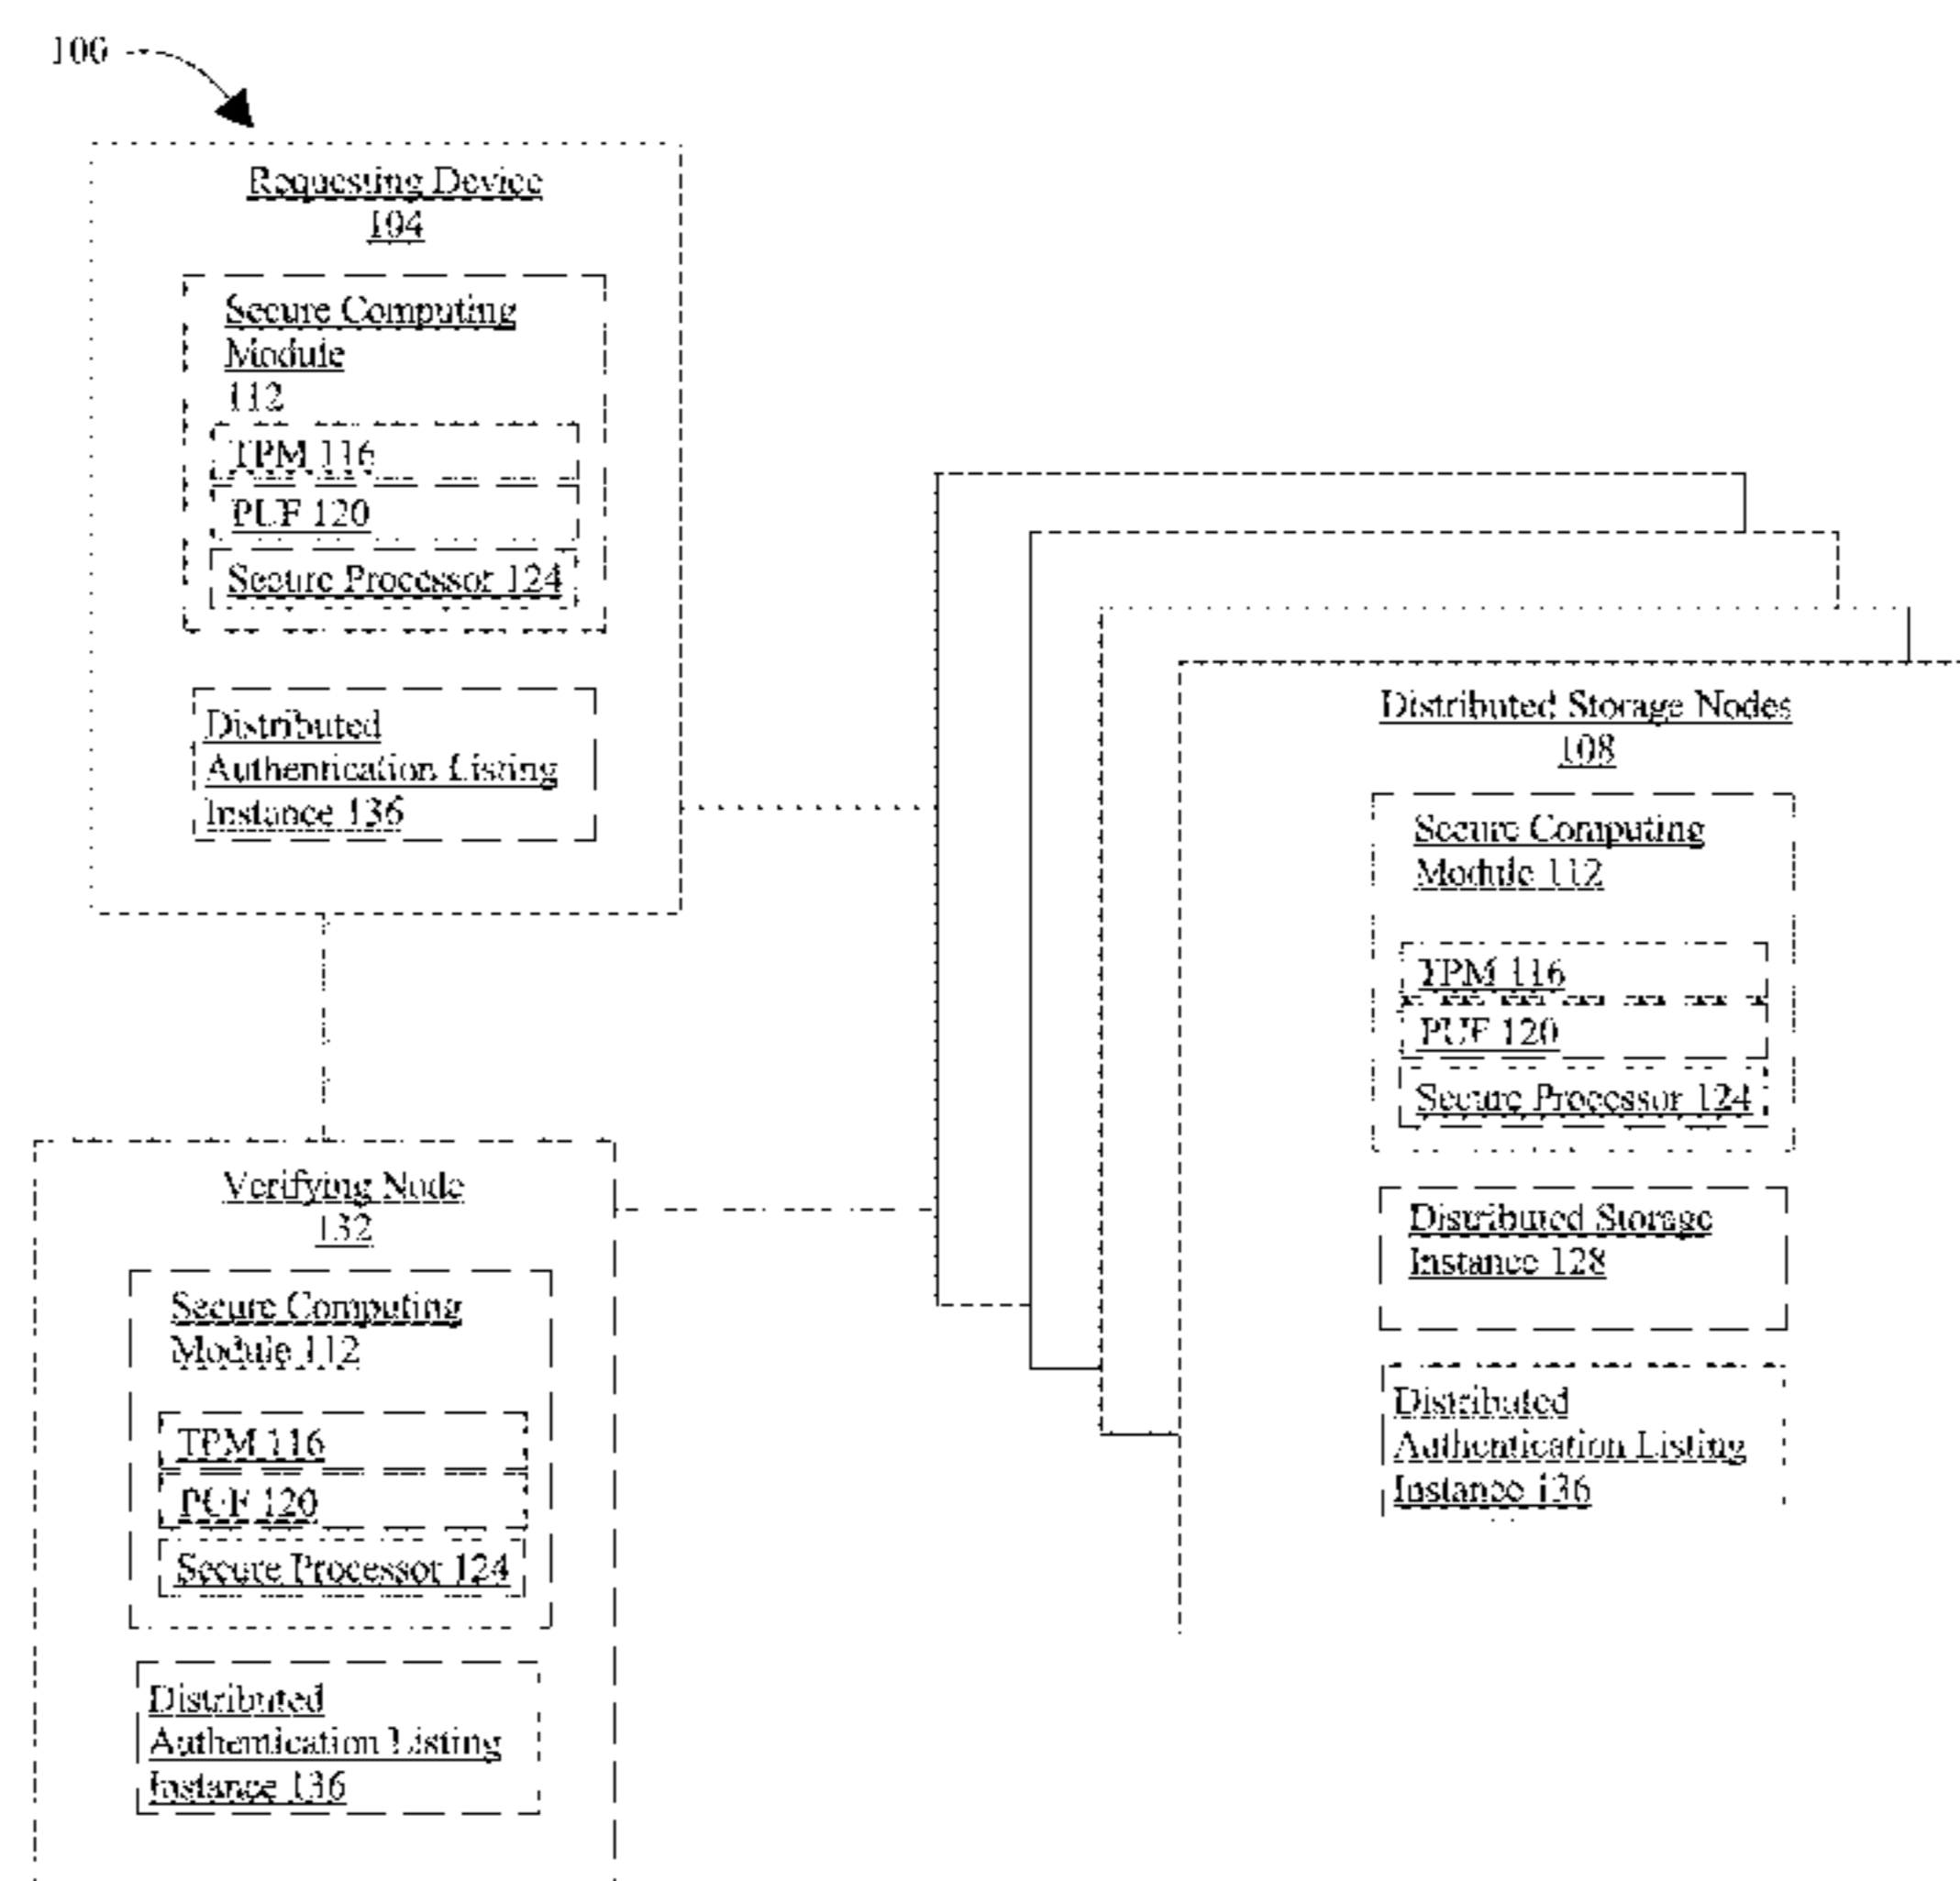 100
Requesting Device
104
Secure Computing
Module
112
TPM 116
PUF 120
Secure Processor 124
Distributed
Authentication Listing
Instance 136
Distributed Storage Nodes
108
Secure Computing
Module 112
TPM 116
PUF 120
Secure Processor 124
Distributed Storage
Instance 128
Distributed
Authentication Listing
Instance 136
Verifying Node
132
Secure Computing
Module 112
TPM 116
PUF 120
Secure Processor 124
Distributed
Authentication Listing
Instance 136